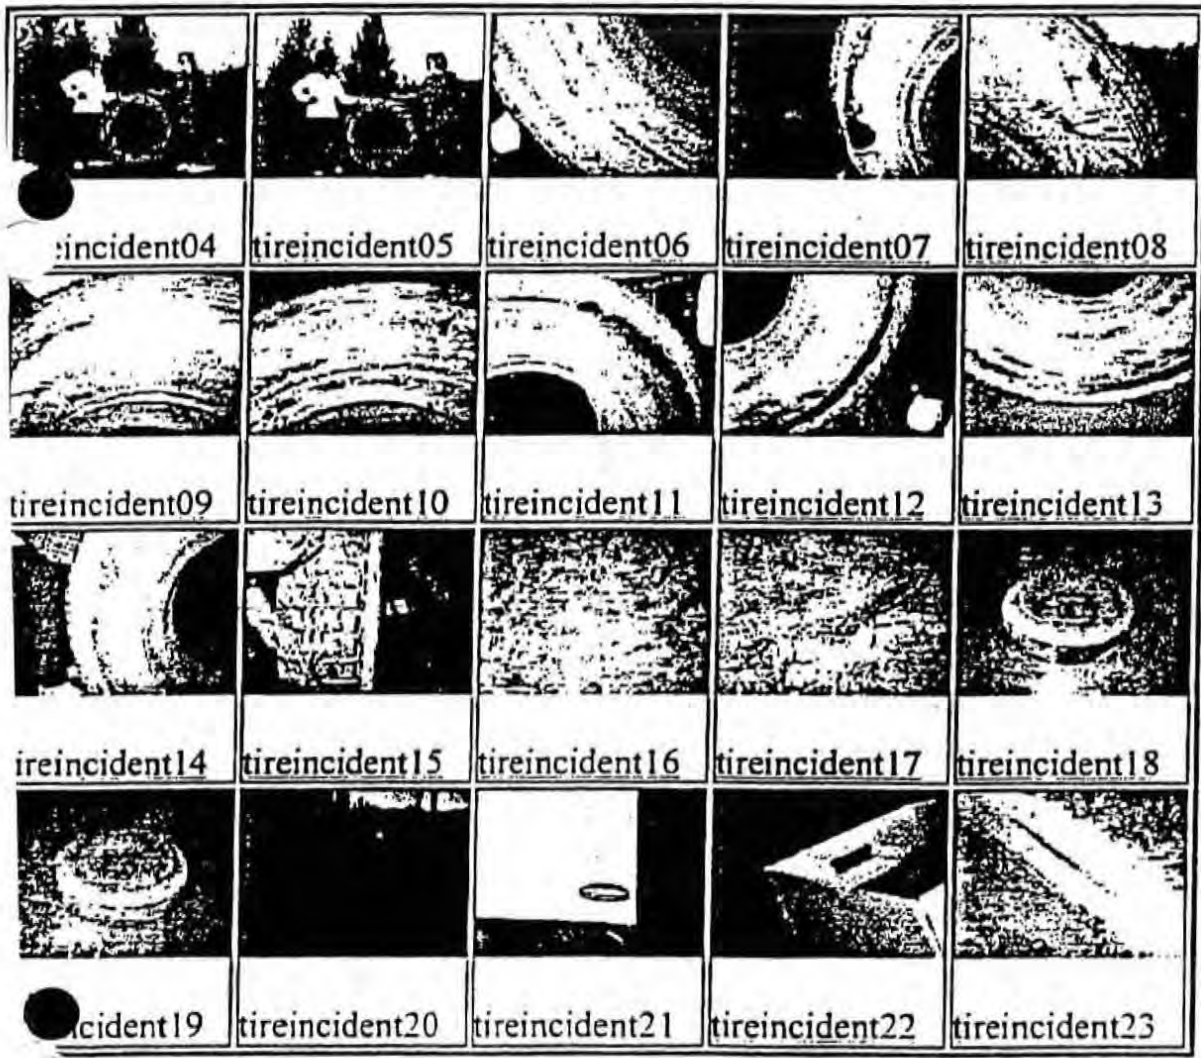 :incident04 tireincident05 tireincident06 tireincident07 tireincident08
tireincident09 tireincident10 tireincident11 tireincident12 tireincident13
ireincident14 tireincident15 tireincident16 tireincident17 tireincident18
cident19 tireincident20 tireincident21 tireincident22 tireincident23